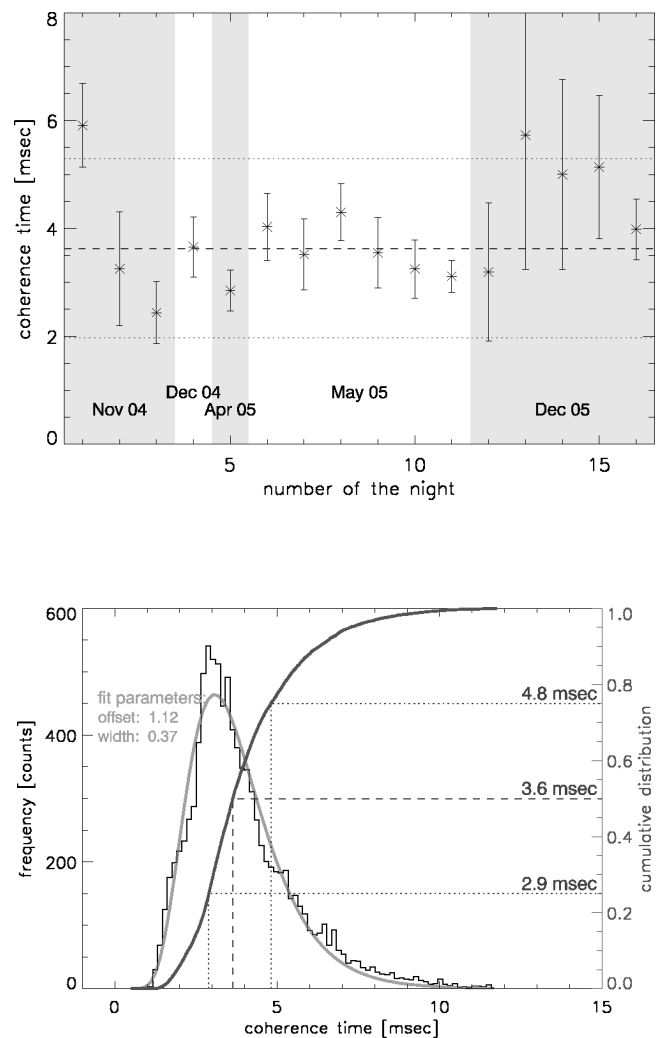 8
6
4
2
0
coherence time [msec]
Nov 04
Dec 04
Apr 05
May 05
Dec 05
5
10
15
number of the night
600
400
200
0
frequency [counts]
fit parameters:
offset: 1.12
width: 0.37
4.8 msec
3.6 msec
2.9 msec
1.0
0.8
0.6
0.4
0.2
0.0
cumulative distribution
0
5
10
15
coherence time [msec]